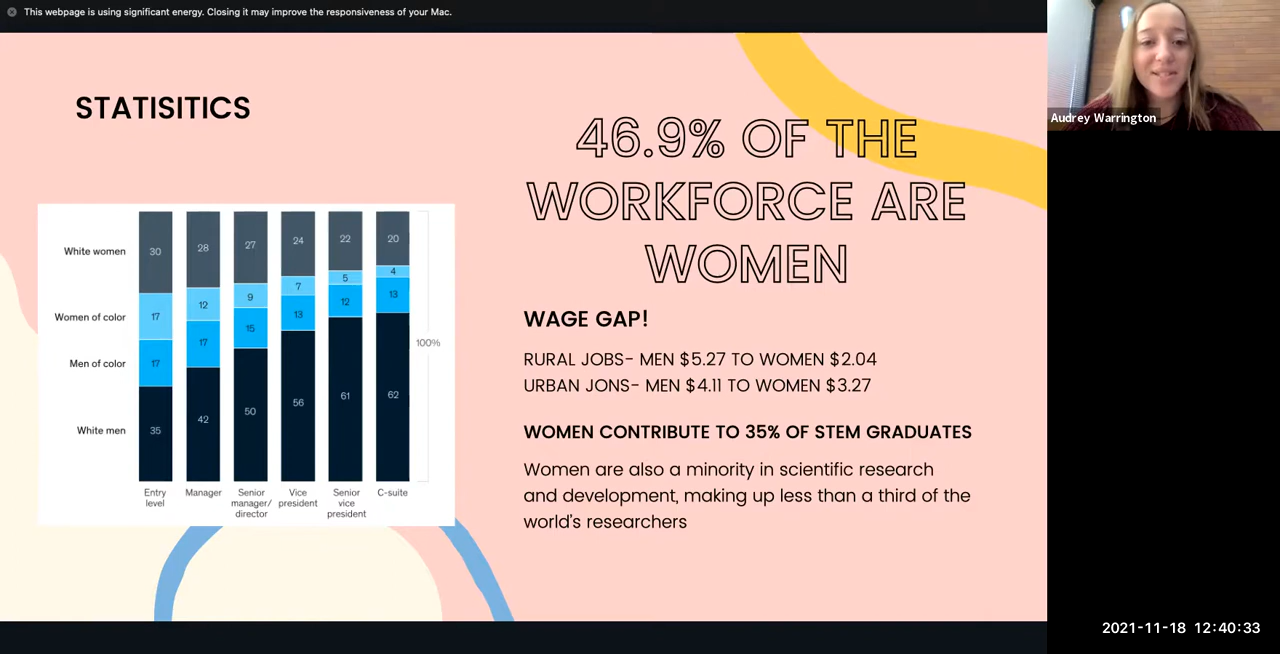 This webpage is using significant energy. Closing it may improve the responsiveness of your Mac.
Audrey Warrington
STATISITICS
46.9% OF THE
WORKFORCE ARE
WOMEN
White women
Women of color
Men of color
White men
30 28 27 24 22 20
17 12 9 7 5 4
17 17 15 13 12 13
35 42 50 56 61 62
100%
Entry
level
Manager
Senior
manager/
director
Vice
president
Senior
vice
president
C-suite
WAGE GAP!
RURAL JOBS- MEN $5.27 TO WOMEN $2.04
URBAN JONS- MEN $4.11 TO WOMEN $3.27
WOMEN CONTRIBUTE TO 35% OF STEM GRADUATES
Women are also a minority in scientific research
and development, making up less than a third of the
world's researchers
2021-11-18 12:40:33